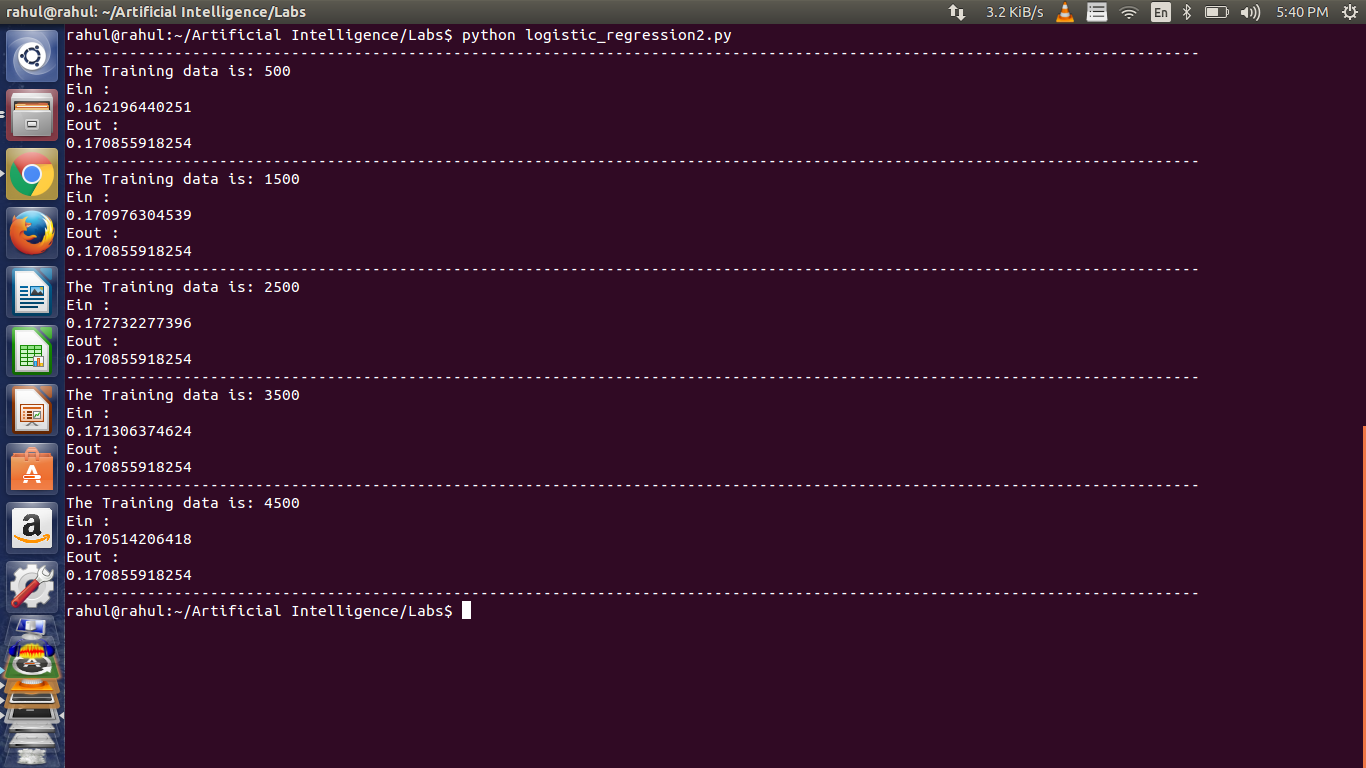 rahul@rahul: ~/Artificial Intelligence/Labs 3.2 KiB/s En 5:40 PM
rahul@rahul:~/Artificial Intelligence/Labs$ python logistic_regression2.py
------------------------------------------------------------------------------------------------------------------------------
The Training data is: 500
Ein :
0.162196440251
Eout :
0.170855918254
------------------------------------------------------------------------------------------------------------------------------
The Training data is: 1500
Ein :
0.170976304539
Eout :
0.170855918254
------------------------------------------------------------------------------------------------------------------------------
The Training data is: 2500
Ein :
0.172732277396
Eout :
0.170855918254
------------------------------------------------------------------------------------------------------------------------------
The Training data is: 3500
Ein :
0.171306374624
Eout :
0.170855918254
------------------------------------------------------------------------------------------------------------------------------
The Training data is: 4500
Ein :
0.170514206418
Eout :
0.170855918254
------------------------------------------------------------------------------------------------------------------------------
rahul@rahul:~/Artificial Intelligence/Labs$